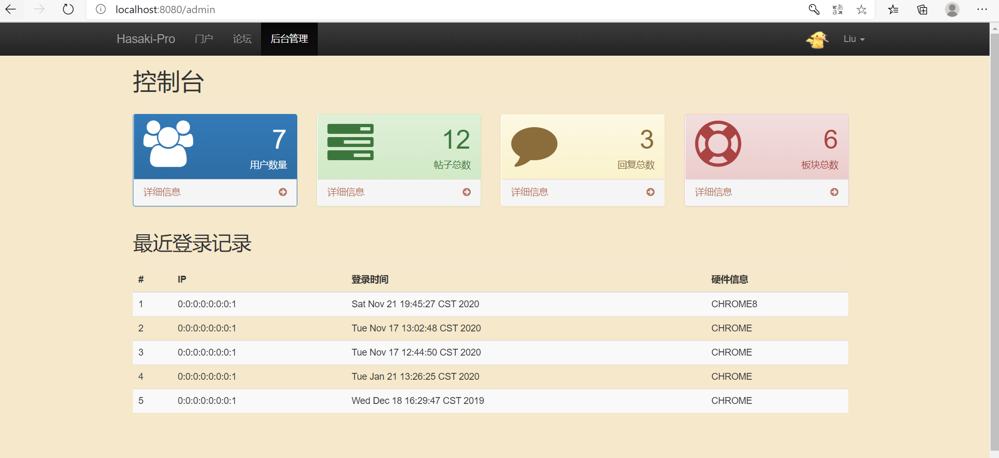 localhost:8080/admin
Hasaki-Pro 门户 论坛 后台管理 Liu
控制台
7 12 3 6
用户数量 帖子总数 回复总数 板块总数
详细信息 详细信息 详细信息 详细信息
最近登录记录
# IP 登录时间 硬件信息
1 0:0:0:0:0:0:0:1 Sat Nov 21 19:45:27 CST 2020 CHROME8
2 0:0:0:0:0:0:0:1 Tue Nov 17 13:02:48 CST 2020 CHROME
3 0:0:0:0:0:0:0:1 Tue Nov 17 12:44:50 CST 2020 CHROME
4 0:0:0:0:0:0:0:1 Tue Jan 21 13:26:25 CST 2020 CHROME
5 0:0:0:0:0:0:0:1 Wed Dec 18 16:29:47 CST 2019 CHROME